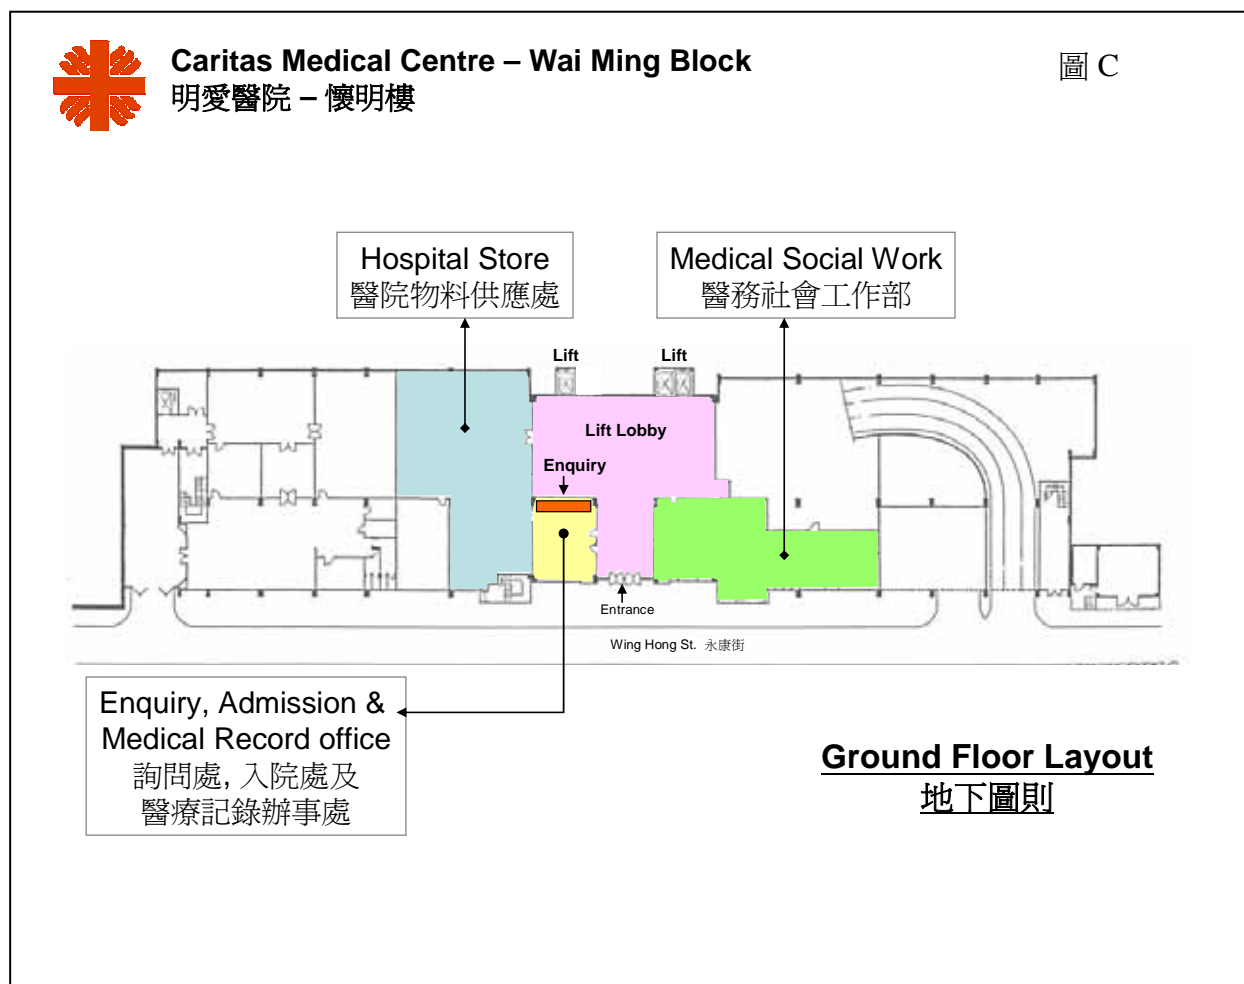 Caritas Medical Centre – Wai Ming Block
明愛醫院 – 懷明樓
圖 C
Hospital Store
醫院物料供應處
Medical Social Work
醫務社會工作部
Lift
Lift
Lift Lobby
Enquiry
Entrance
Wing Hong St. 永康街
Enquiry, Admission &
Medical Record office
詢問處, 入院處及
醫療記錄辦事處
Ground Floor Layout
地下圖則